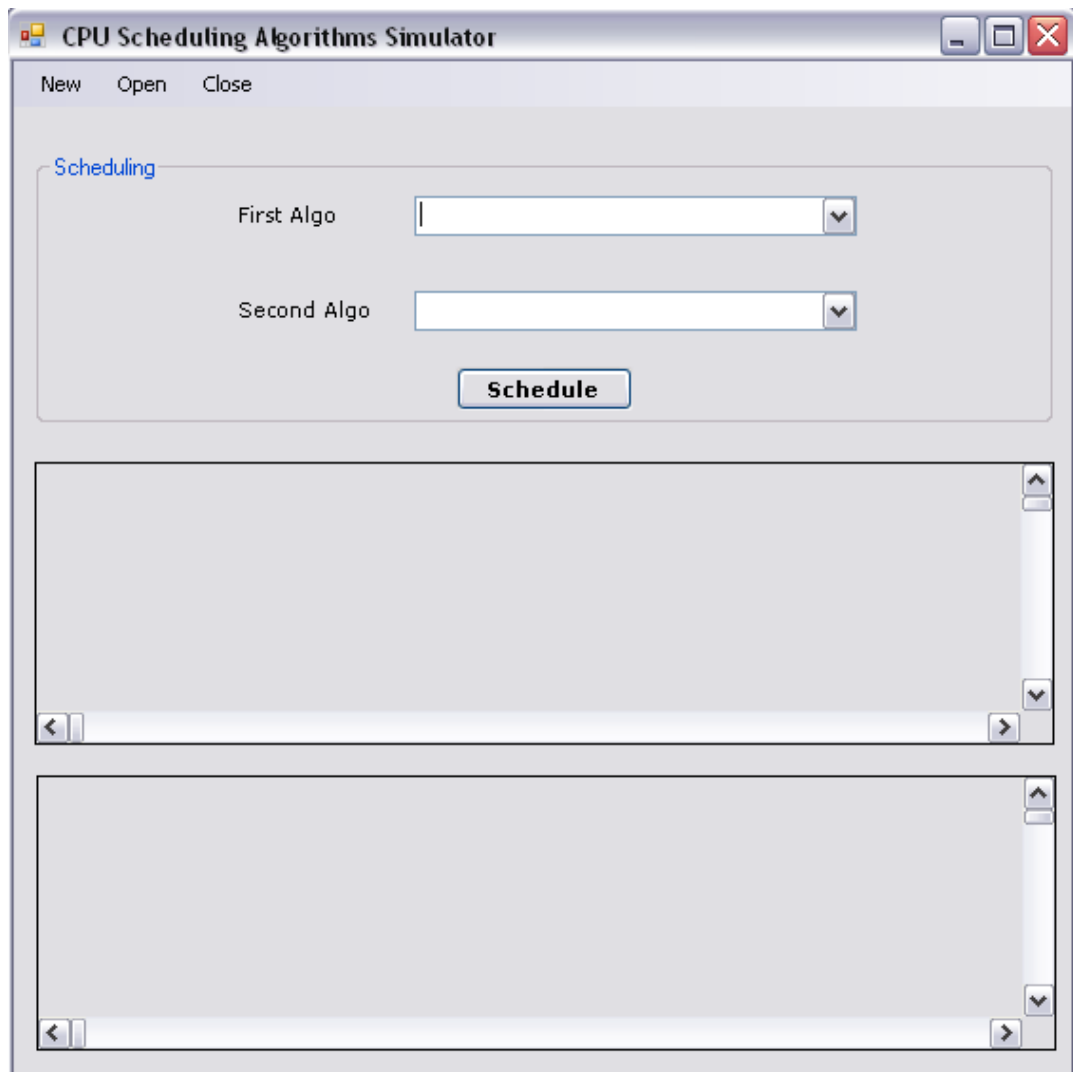 CPU Scheduling Algorithms Simulator
New Open Close
Scheduling
First Algo
Second Algo
Schedule